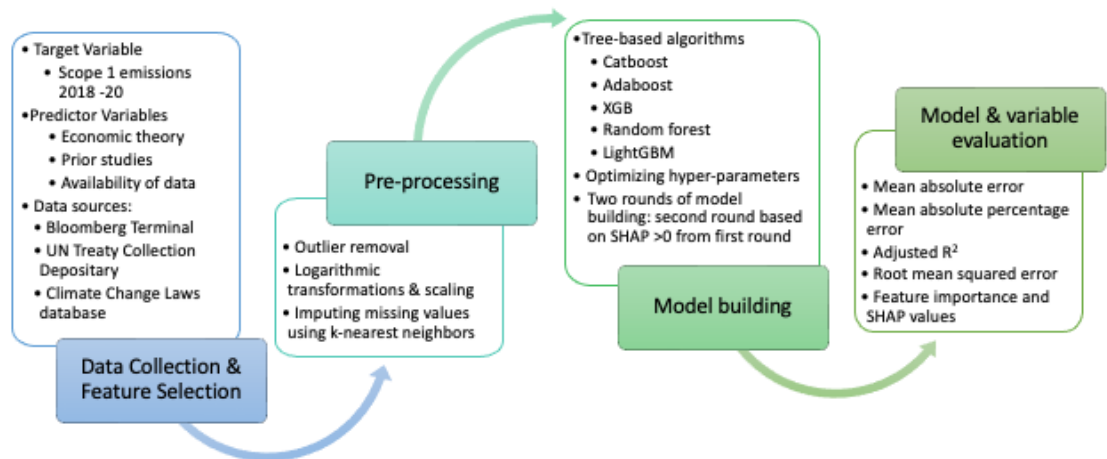 • Target Variable
• Scope 1 emissions
2018 -20
•Predictor Variables
• Economic theory
• Prior studies
• Availability of data
• Data sources:
• Bloomberg Terminal
• UN Treaty Collection
Depositary
• Climate Change Laws
database
Data Collection &
Feature Selection
Pre-processing
• Outlier removal
• Logarithmic
transformations & scaling
• Imputing missing values
using k-nearest neighbors
•Tree-based algorithms
• Catboost
• Adaboost
• XGB
• Random forest
• LightGBM
• Optimizing hyper-parameters
• Two rounds of model
building: second round based
on SHAP >0 from first round
Model building
Model & variable
evaluation
• Mean absolute error
• Mean absolute percentage
error
• Adjusted R²
• Root mean squared error
• Feature importance and
SHAP values